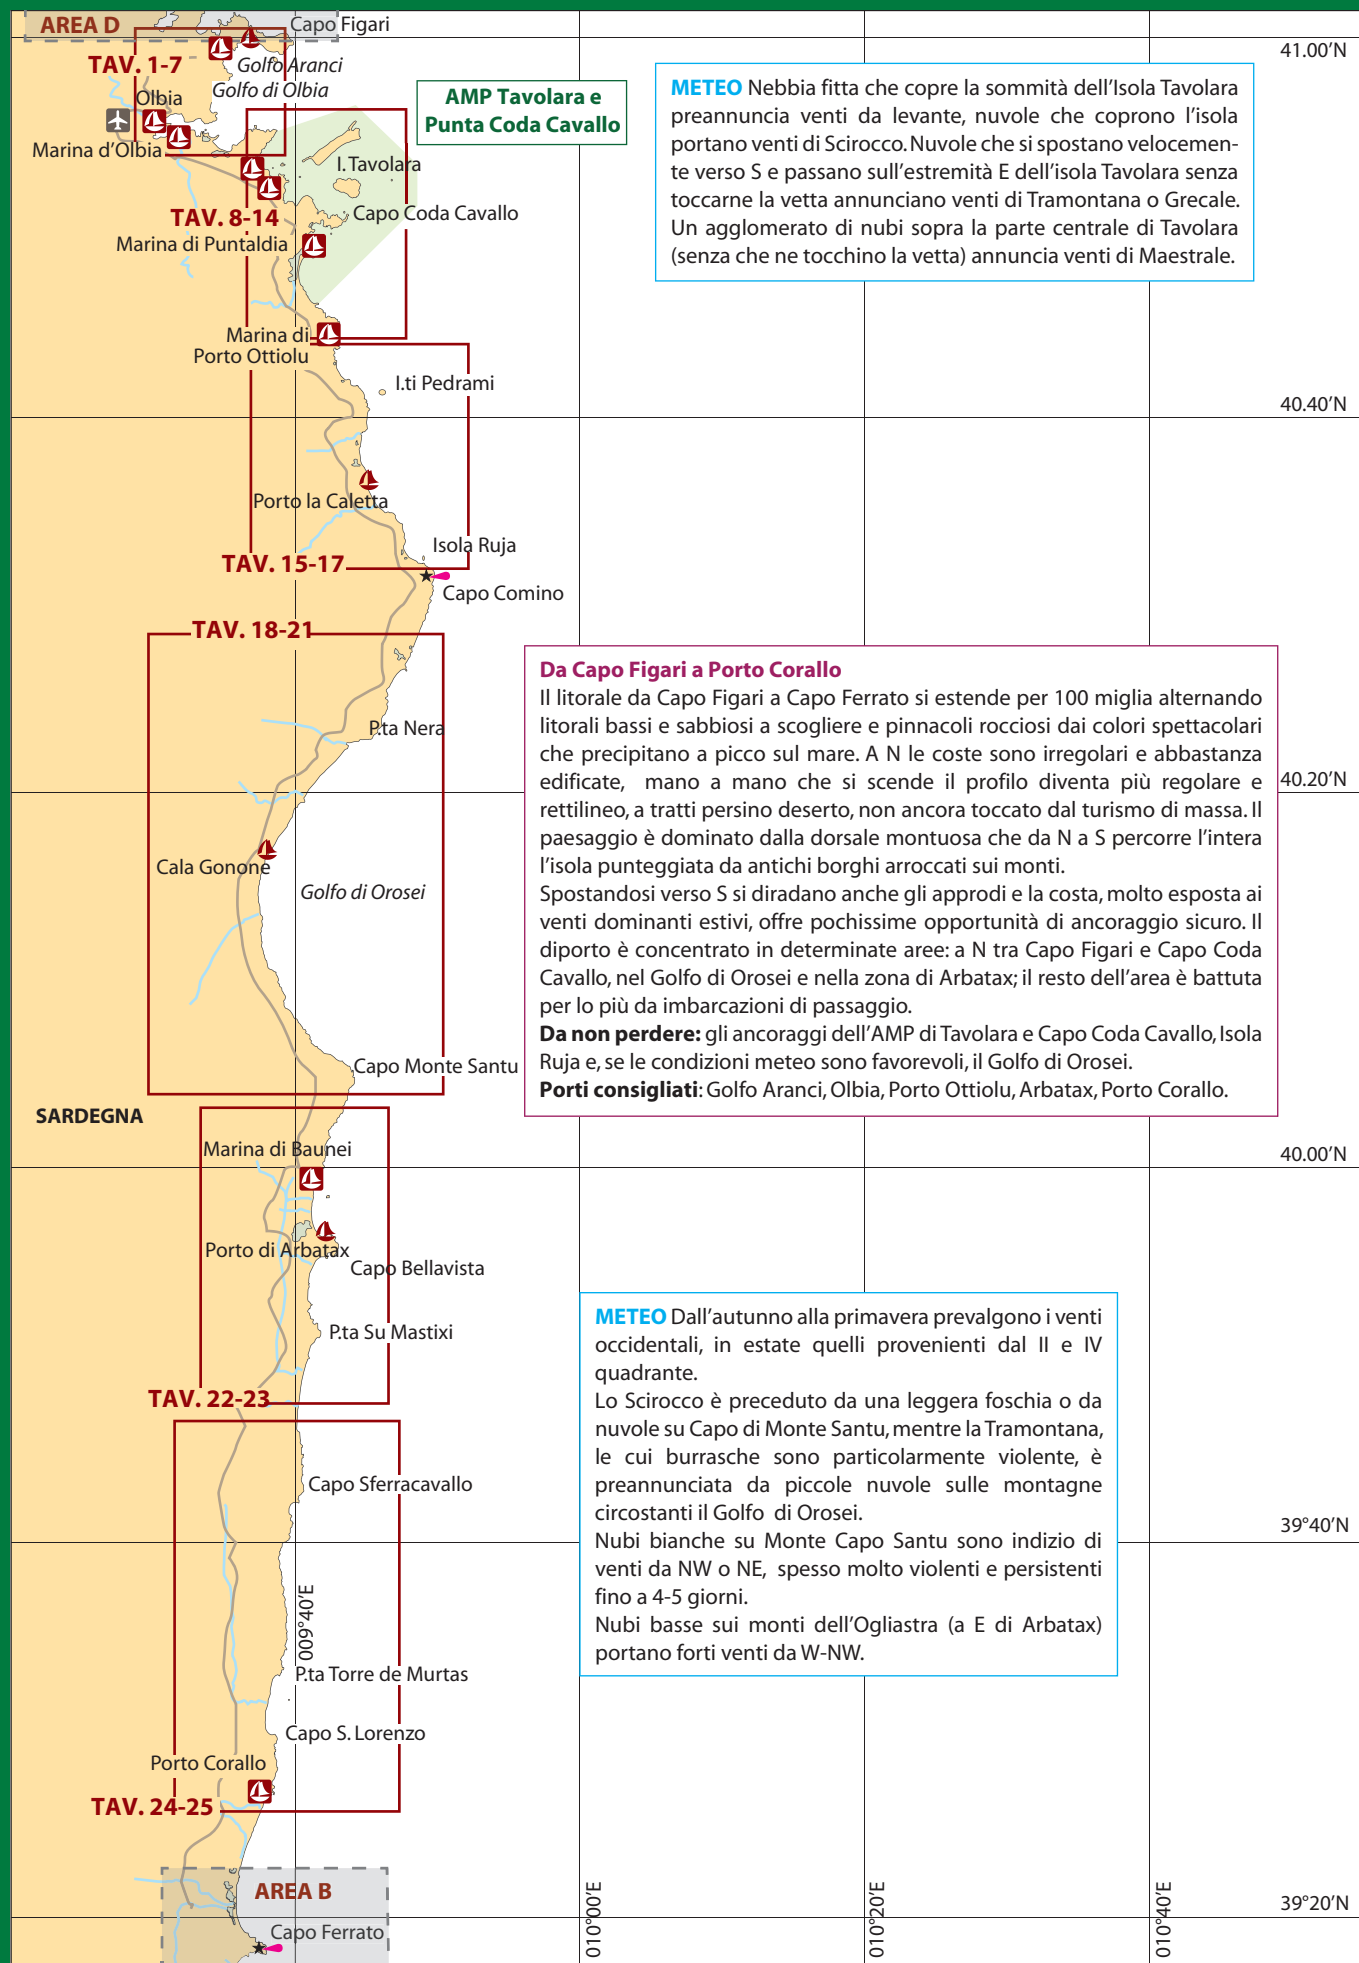 AREA D
Capo Figari
41.00'N
TAV. 1-7
Golfo Aranci
Golfo di Olbia
Olbia
Marina d'Olbia
AMP Tavolara e
Punta Coda Cavallo
METEO Nebbia fitta che copre la sommità dell'Isola Tavolara
preannuncia venti da levante, nuvole che coprono l'isola
portano venti di Scirocco. Nuvole che si spostano velocemen-
te verso S e passano sull'estremità E dell'isola Tavolara senza
toccarne la vetta annunciano venti di Tramontana o Grecale.
Un agglomerato di nubi sopra la parte centrale di Tavolara
(senza che ne tocchino la vetta) annuncia venti di Maestrale.
I. Tavolara
TAV. 8-14
Capo Coda Cavallo
Marina di Puntaldia
Marina di
Porto Ottiolu
I.ti Pedrami
40.40'N
Porto la Caletta
Isola Ruja
TAV. 15-17
Capo Comino
TAV. 18-21
Da Capo Figari a Porto Corallo
Il litorale da Capo Figari a Capo Ferrato si estende per 100 miglia alternando
litorali bassi e sabbiosi a scogliere e pinnacoli rocciosi dai colori spettacolari
che precipitano a picco sul mare. A N le coste sono irregolari e abbastanza
edificate, mano a mano che si scende il profilo diventa più regolare e
rettilineo, a tratti persino deserto, non ancora toccato dal turismo di massa. Il
paesaggio è dominato dalla dorsale montuosa che da N a S percorre l'intera
l'isola punteggiata da antichi borghi arroccati sui monti.
Spostandosi verso S si diradano anche gli approdi e la costa, molto esposta ai
venti dominanti estivi, offre pochissime opportunità di ancoraggio sicuro. Il
diporto è concentrato in determinate aree: a N tra Capo Figari e Capo Coda
Cavallo, nel Golfo di Orosei e nella zona di Arbatax; il resto dell'area è battuta
per lo più da imbarcazioni di passaggio.
Da non perdere: gli ancoraggi dell'AMP di Tavolara e Capo Coda Cavallo, Isola
Ruja e, se le condizioni meteo sono favorevoli, il Golfo di Orosei.
Porti consigliati: Golfo Aranci, Olbia, Porto Ottiolu, Arbatax, Porto Corallo.
P.ta Nera
40.20'N
Cala Gonone
Golfo di Orosei
Capo Monte Santu
SARDEGNA
Marina di Baunei
40.00'N
Porto di Arbatax
Capo Bellavista
P.ta Su Mastixi
TAV. 22-23
METEO Dall'autunno alla primavera prevalgono i venti
occidentali, in estate quelli provenienti dal II e IV
quadrante.
Lo Scirocco è preceduto da una leggera foschia o da
nuvole su Capo di Monte Santu, mentre la Tramontana,
le cui burrasche sono particolarmente violente, è
preannunciata da piccole nuvole sulle montagne
circostanti il Golfo di Orosei.
Nubi bianche su Monte Capo Santu sono indizio di
venti da NW o NE, spesso molto violenti e persistenti
fino a 4-5 giorni.
Nubi basse sui monti dell'Ogliastra (a E di Arbatax)
portano forti venti da W-NW.
Capo Sferracavallo
39°40'N
009°40'E
P.ta Torre de Murtas
Capo S. Lorenzo
Porto Corallo
TAV. 24-25
AREA B
Capo Ferrato
39°20'N
010°00'E
010°20'E
010°40'E